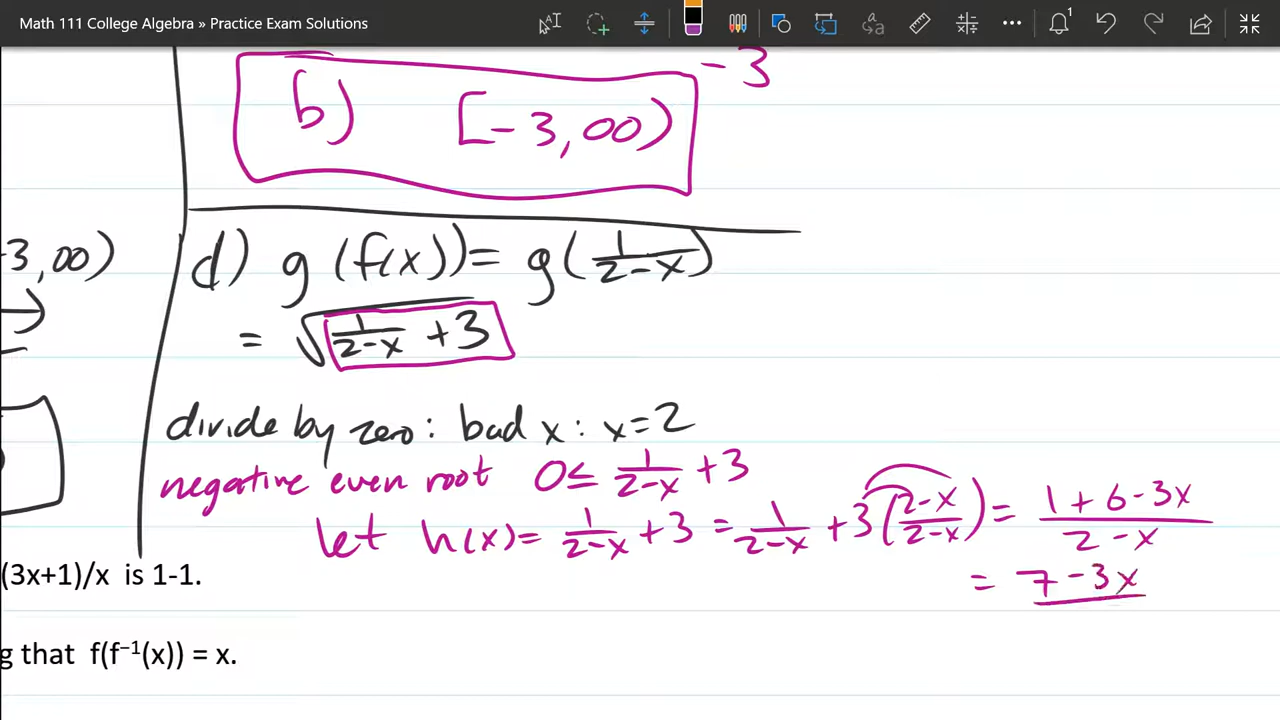 Math 111 College Algebra » Practice Exam Solutions
-3
b) [-3,∞)
3,∞)
d) g(f(x))= g(1/(2-x))
= √(1/(2-x) +3)
divide by zero: bad x: x=2
negative even root 0≤ 1/(2-x) +3
let h(x)= 1/(2-x) +3 = 1/(2-x) +3((2-x)/(2-x)) = (1+6-3x)/(2-x)
= 7-3x
(3x+1)/x is 1-1.
g that f(f⁻¹(x)) = x.